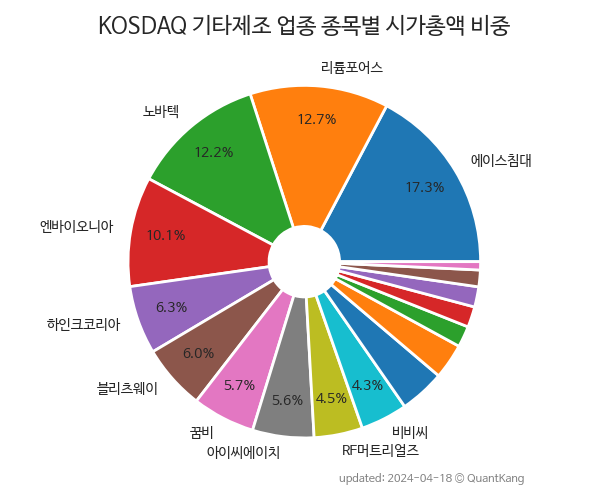 KOSDAQ 기타제조 업종 종목별 시가총액 비중
리튬포어스
12.7%
노바텍
12.2%
에이스침대
17.3%
엔바이오니아
10.1%
하인크코리아
6.3%
블리츠웨이
6.0%
꿈비
5.7%
아이씨에이치
5.6%
RF머트리얼즈
4.5%
비비씨
4.3%
updated: 2024-04-18 © QuantKang